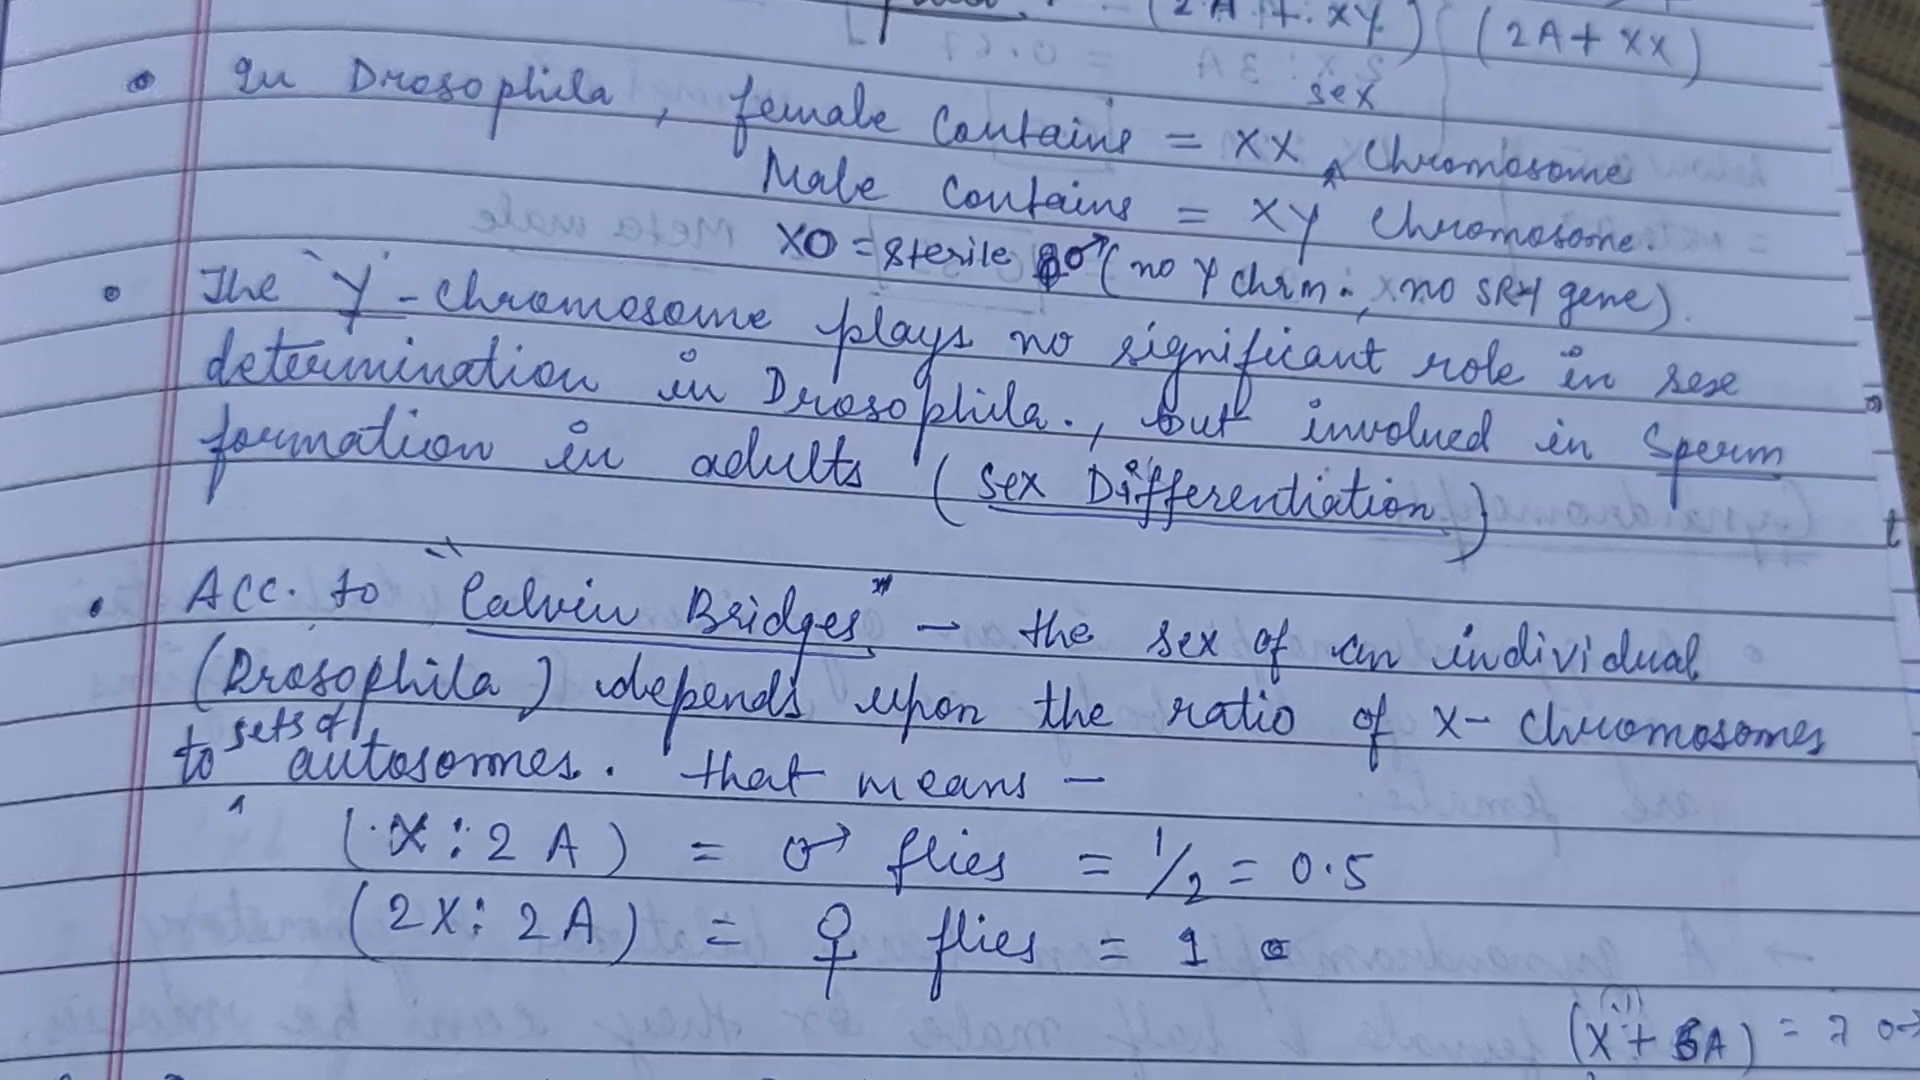 (2A + XY) (2A + XX)
• In Drosophila, female contains = XX sex chromosome
Male contains = XY chromosome.
XO = sterile ♂ (no Y chrm; no SRY gene).
• The 'Y' - chromosome plays no significant role in sex
determination in Drosophila., but involved in sperm
formation in adults (sex Differentiation)
• Acc. to "Calvin Bridges" - the sex of an individual
(Drosophila) depends upon the ratio of X- chromosomes
to sets of autosomes. that means -
(X : 2A) = ♂ flies = 1/2 = 0.5
(2X : 2A) = ♀ flies = 1
(X + 3A) =